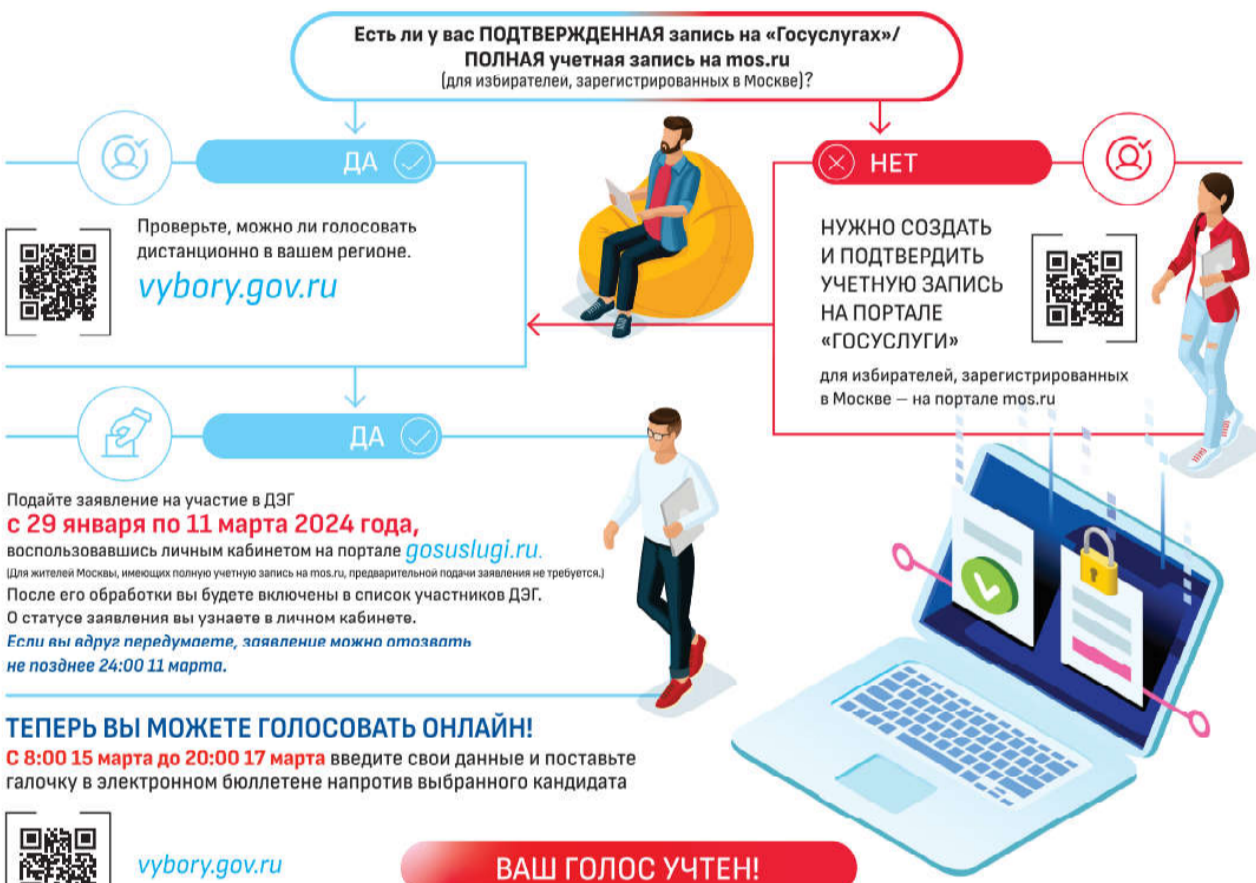 Есть ли у вас ПОДТВЕРЖДЕННАЯ запись на «Госуслугах»/
ПОЛНАЯ учетная запись на mos.ru
(для избирателей, зарегистрированных в Москве)?
ДА
НЕТ
Проверьте, можно ли голосовать
дистанционно в вашем регионе.
vybory.gov.ru
НУЖНО СОЗДАТЬ
И ПОДТВЕРДИТЬ
УЧЕТНУЮ ЗАПИСЬ
НА ПОРТАЛЕ
«ГОСУСЛУГИ»
для избирателей, зарегистрированных
в Москве – на портале mos.ru
ДА
Подайте заявление на участие в ДЭГ
с 29 января по 11 марта 2024 года,
воспользовавшись личным кабинетом на портале gosuslugi.ru.
(Для жителей Москвы, имеющих полную учетную запись на mos.ru, предварительной подачи заявления не требуется.)
После его обработки вы будете включены в список участников ДЭГ.
О статусе заявления вы узнаете в личном кабинете.
Если вы вдруг передумаете, заявление можно отозвать
не позднее 24:00 11 марта.
ТЕПЕРЬ ВЫ МОЖЕТЕ ГОЛОСОВАТЬ ОНЛАЙН!
С 8:00 15 марта до 20:00 17 марта введите свои данные и поставьте
галочку в электронном бюллетене напротив выбранного кандидата
vybory.gov.ru
ВАШ ГОЛОС УЧТЕН!